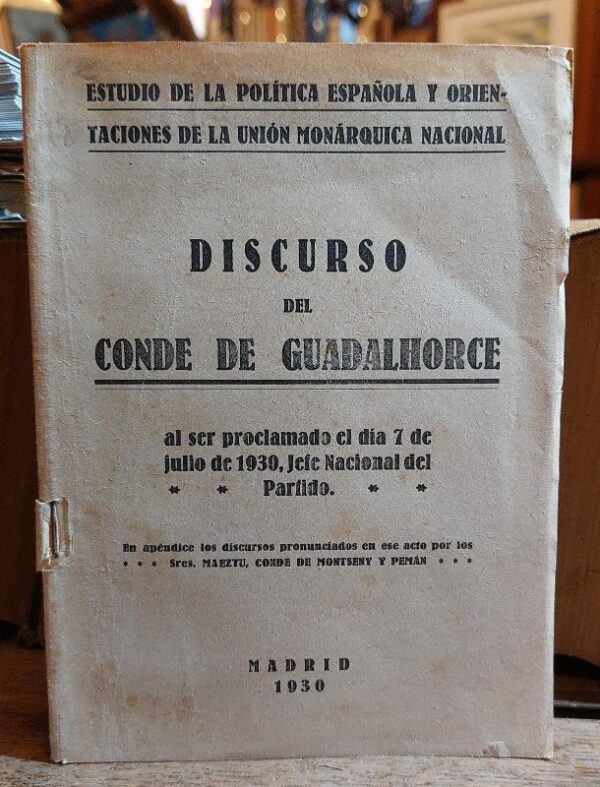 ESTUDIO DE LA POLÍTICA ESPAÑOLA Y ORIEN-
TACIONES DE LA UNIÓN MONÁRQUICA NACIONAL
DISCURSO
DEL
CONDE DE GUADALHORCE
al ser proclamado el día 7 de
julio de 1930, Jefe Nacional del
* * Partido. * *
En apéndice los discursos pronunciados en ese acto por los
* * * Sres. MAEZTU, CONDE DE MONTSENY Y PEMÁN * * *
MADRID
1930